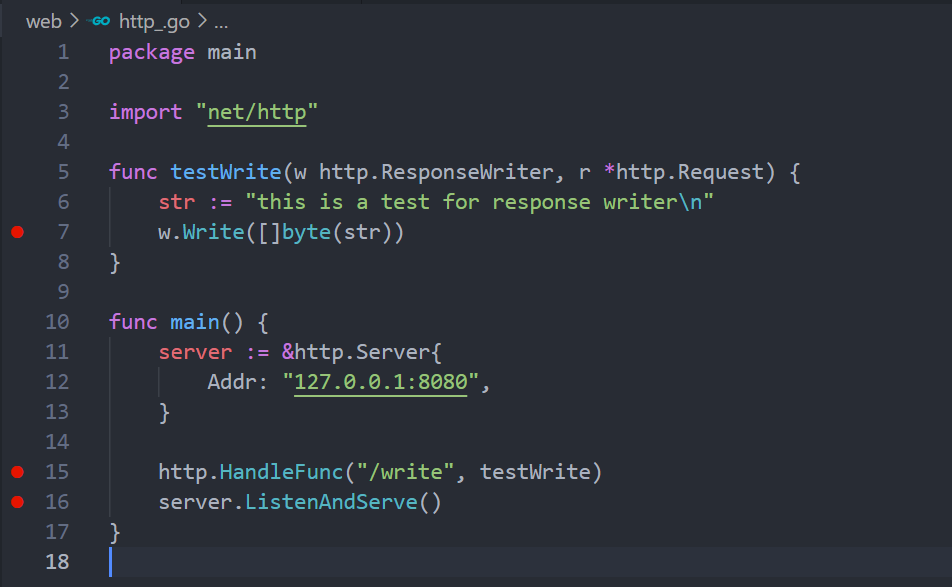 web > GO http_.go > ...
1 package main
2
3 import "net/http"
4
5 func testWrite(w http.ResponseWriter, r *http.Request) {
6     str := "this is a test for response writer\n"
7     w.Write([]byte(str))
8 }
9
10 func main() {
11     server := &http.Server{
12         Addr: "127.0.0.1:8080",
13     }
14
15     http.HandleFunc("/write", testWrite)
16     server.ListenAndServe()
17 }
18